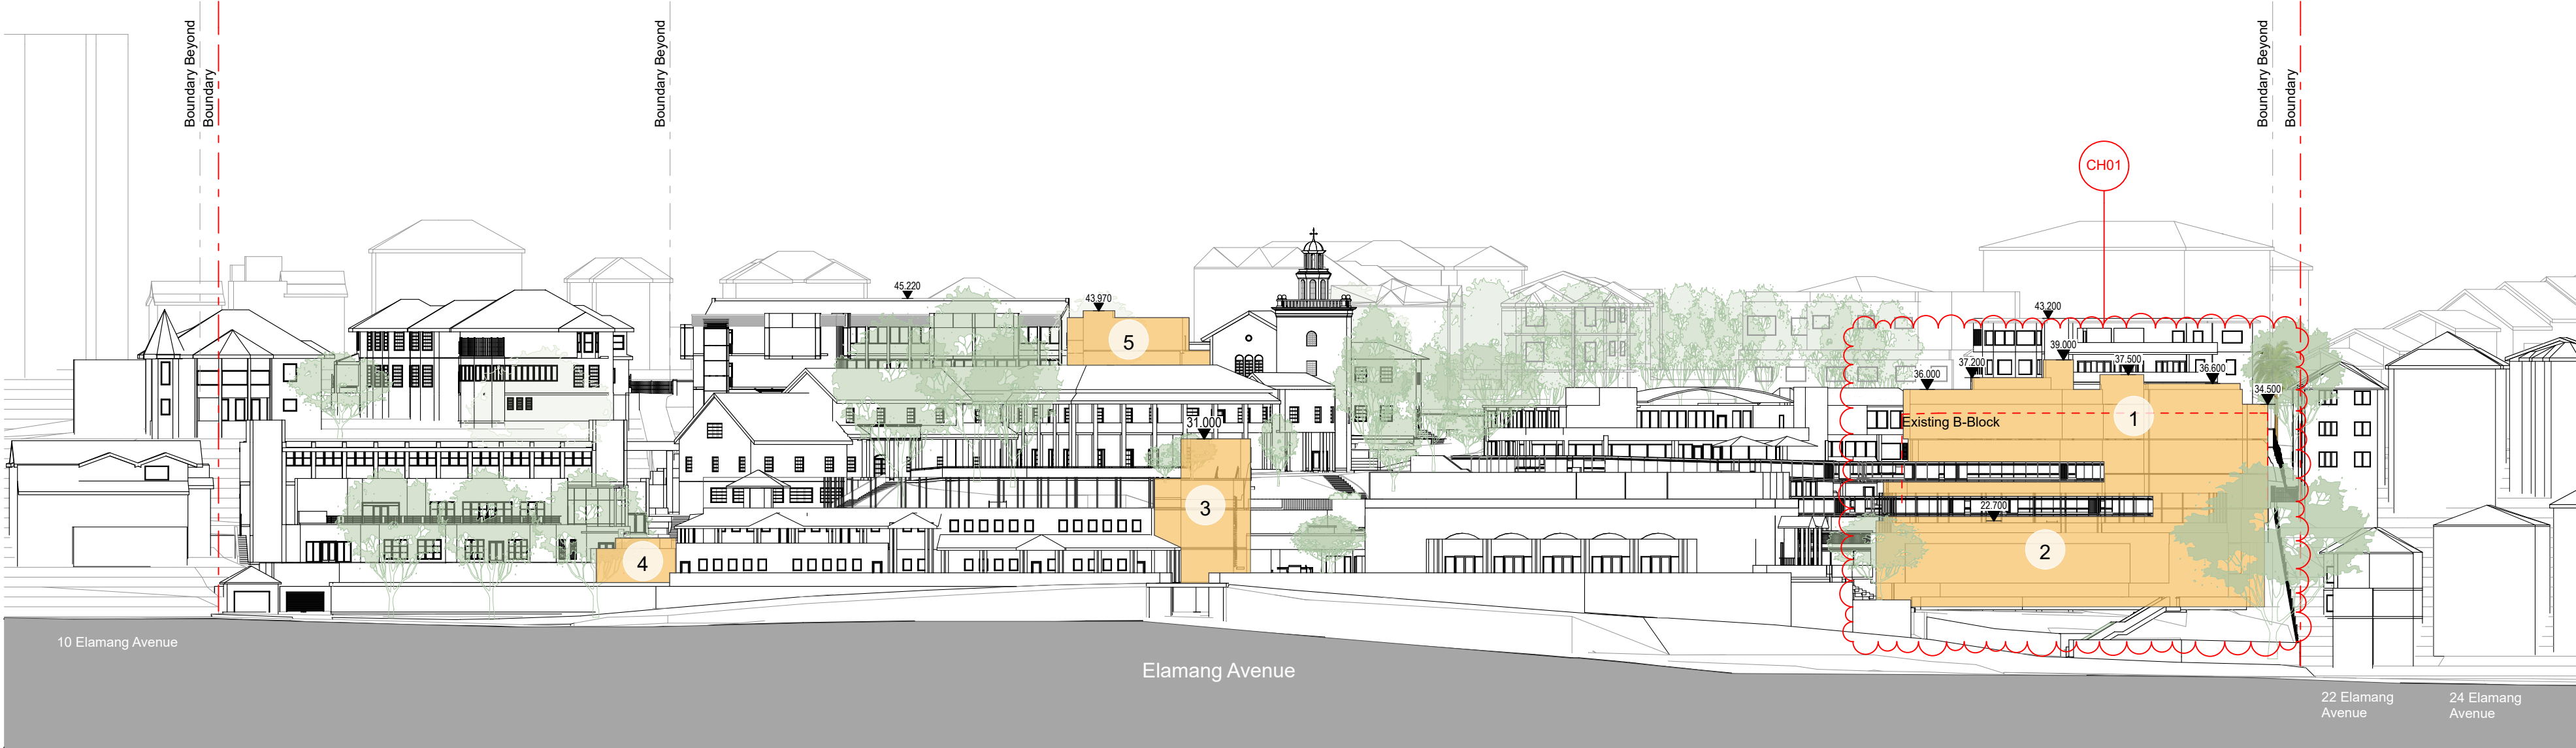 Boundary Beyond
Boundary
Boundary Beyond
Boundary Beyond
Boundary
CH01
45.220
43.970
5
43.200
39.000
37.200
37.500
36.000
36.600
34.500
1
Existing B-Block
31.000
3
22.700
2
4
10 Elamang Avenue
Elamang Avenue
22 Elamang
Avenue
24 Elamang
Avenue